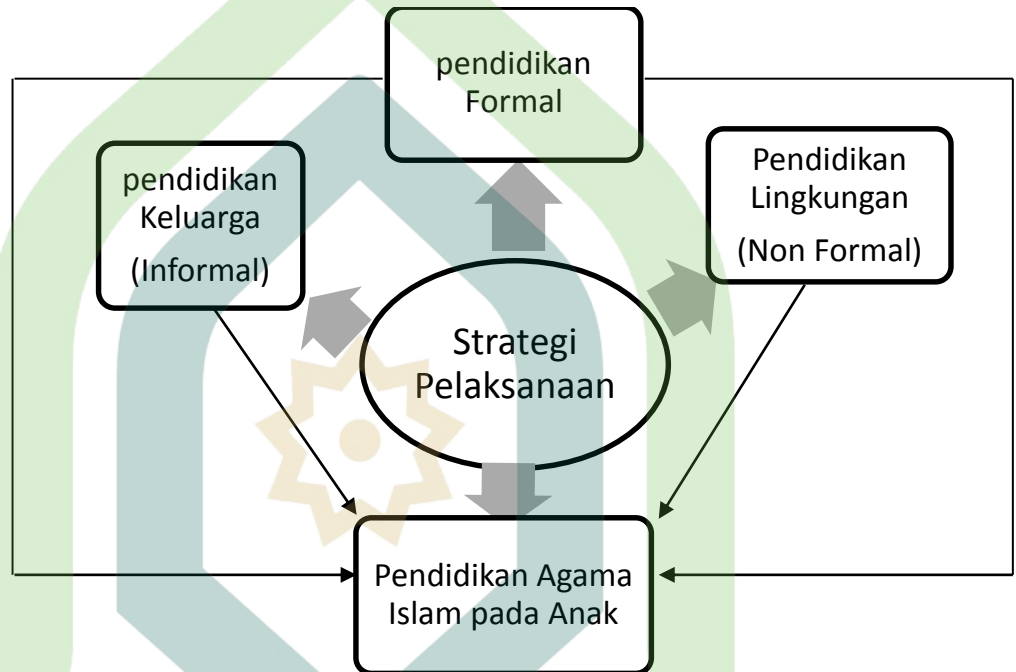 pendidikan
Formal
pendidikan
Keluarga
(Informal)
Pendidikan
Lingkungan
(Non Formal)
Strategi
Pelaksanaan
Pendidikan Agama
Islam pada Anak